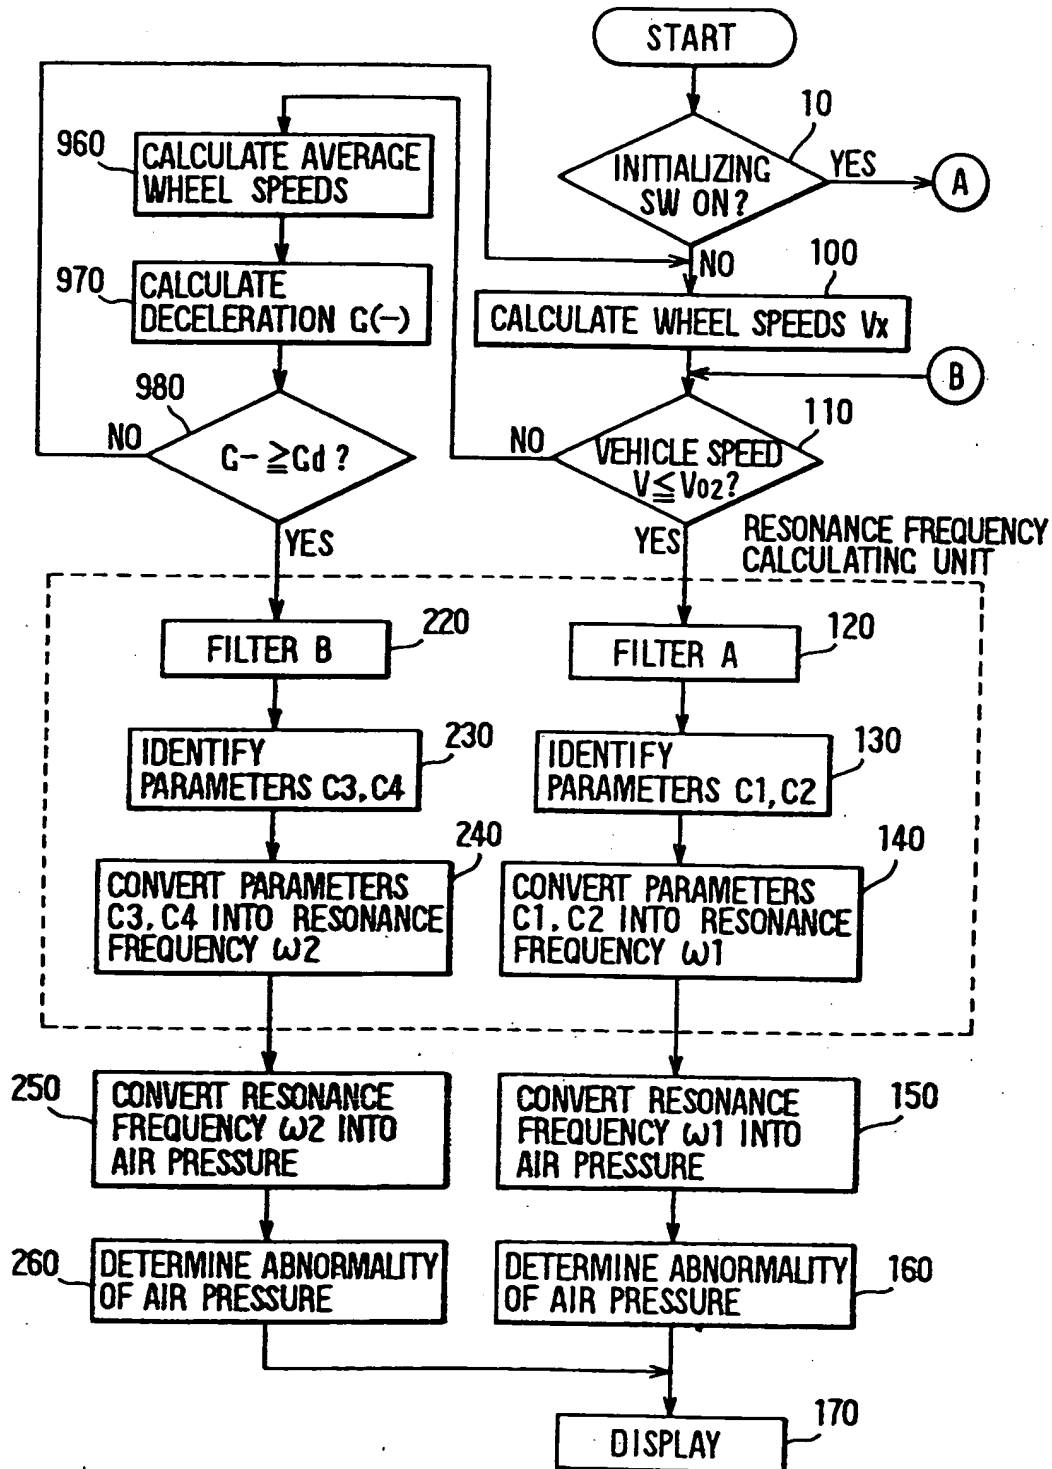 START
10
INITIALIZING
SW ON?
YES
A
NO
100
CALCULATE WHEEL SPEEDS Vx
B
110
VEHICLE SPEED
V≦V02?
NO
YES
960
CALCULATE AVERAGE
WHEEL SPEEDS
970
CALCULATE
DECELERATION G(-)
980
G- ≧Gd ?
NO
YES
RESONANCE FREQUENCY
CALCULATING UNIT
FILTER B
220
FILTER A
120
IDENTIFY
PARAMETERS C3, C4
230
IDENTIFY
PARAMETERS C1, C2
130
CONVERT PARAMETERS
C3, C4 INTO RESONANCE
FREQUENCY ω2
240
CONVERT PARAMETERS
C1, C2 INTO RESONANCE
FREQUENCY ω1
140
250
CONVERT RESONANCE
FREQUENCY ω2 INTO
AIR PRESSURE
CONVERT RESONANCE
FREQUENCY ω1 INTO
AIR PRESSURE
150
260
DETERMINE ABNORMALITY
OF AIR PRESSURE
DETERMINE ABNORMALITY
OF AIR PRESSURE
160
170
DISPLAY